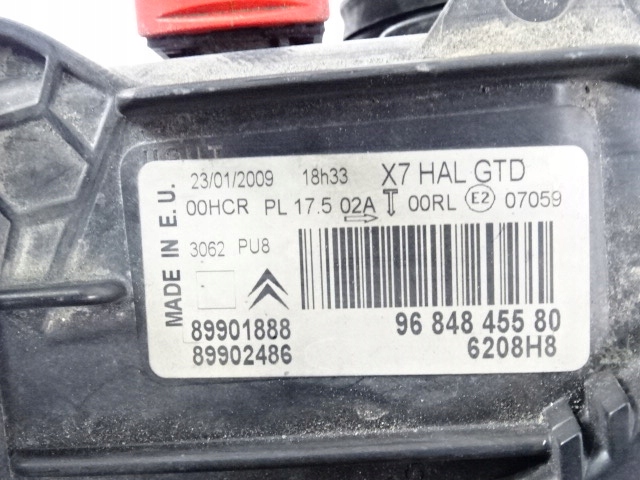 MADE IN E.U.
23/01/2009 18h33 X7 HAL GTD
00HCR PL 17.5 02A 00RL E2 07059
3062 PU8
89901888 96 848 455 80
89902486 6208H8